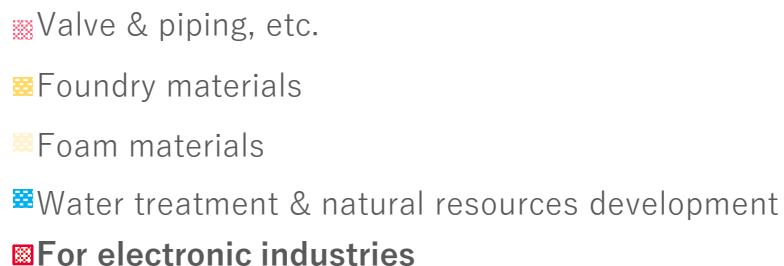 Valve & piping, etc.
Foundry materials
Foam materials
Water treatment & natural resources development
For electronic industries